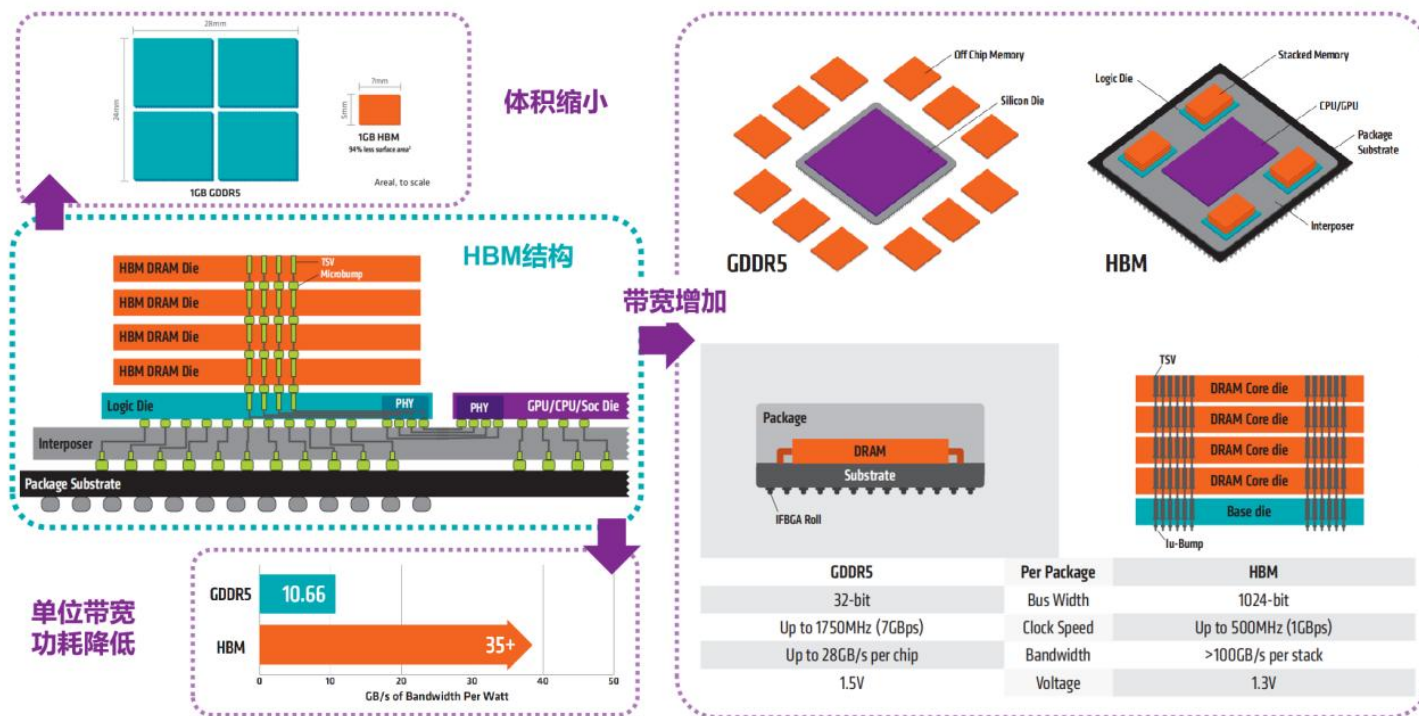 28mm
24mm
1GB GDDR5
7mm
5mm
1GB HBM
94% less surface area¹
Areal, to scale
体积缩小
HBM结构
HBM DRAM Die
HBM DRAM Die
HBM DRAM Die
HBM DRAM Die
TSV
Microbump
Logic Die
PHY
PHY
GPU/CPU/Soc Die
Interposer
Package Substrate
单位带宽
功耗降低
GDDR5
10.66
HBM
35+
0 10 20 30 40 50
GB/s of Bandwidth Per Watt
带宽增加
Off Chip Memory
Silicon Die
GDDR5
Stacked Memory
Logic Die
CPU/GPU
Package
Substrate
Interposer
HBM
Package
DRAM
Substrate
IFBGA Roll
TSV
DRAM Core die
DRAM Core die
DRAM Core die
DRAM Core die
Base die
Iu-Bump
GDDR5 Per Package HBM
32-bit Bus Width 1024-bit
Up to 1750MHz (7GBps) Clock Speed Up to 500MHz (1GBps)
Up to 28GB/s per chip Bandwidth >100GB/s per stack
1.5V Voltage 1.3V